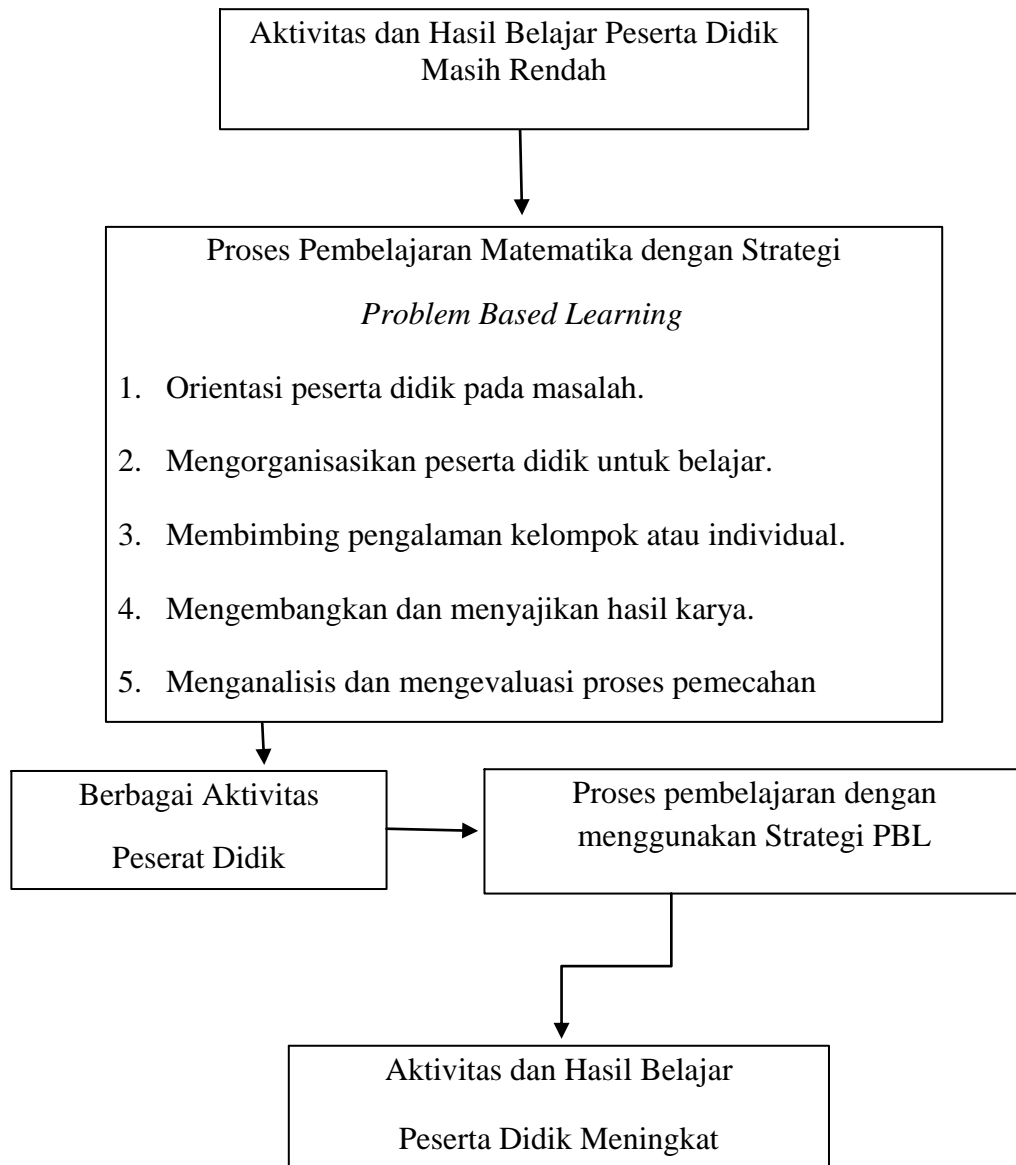 Aktivitas dan Hasil Belajar Peserta Didik
Masih Rendah
Proses Pembelajaran Matematika dengan Strategi
Problem Based Learning
1. Orientasi peserta didik pada masalah.
2. Mengorganisasikan peserta didik untuk belajar.
3. Membimbing pengalaman kelompok atau individual.
4. Mengembangkan dan menyajikan hasil karya.
5. Menganalisis dan mengevaluasi proses pemecahan
Berbagai Aktivitas
Peserat Didik
Proses pembelajaran dengan
menggunakan Strategi PBL
Aktivitas dan Hasil Belajar
Peserta Didik Meningkat